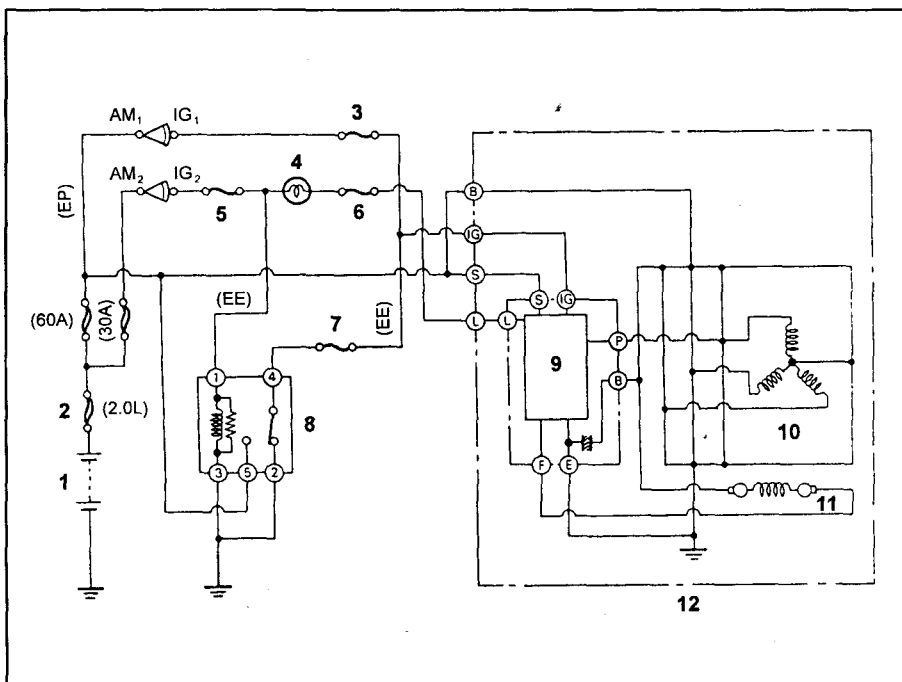 AM₁ IG₁ 3
AM₂ IG₂ 4
5 6
(EP)
B
IG
S
(60A) (30A) (EE) (EE)
L L S IG
7
P
1 4
9
B
2 (2.0L)
8
10
1
3 5 2
F E
11
12